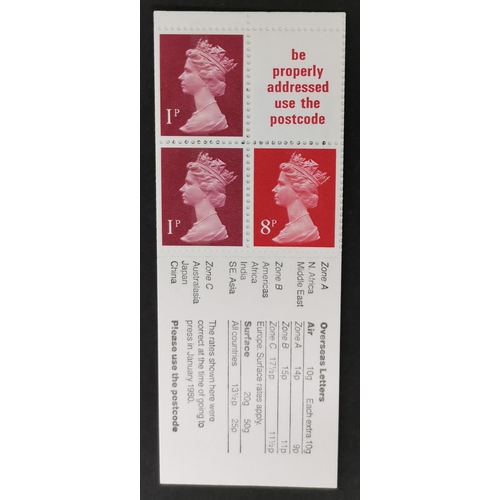 be
properly
addressed
use the
postcode
1P
1P
8P
Zone A
N. Africa
Middle East
Zone B
Americas
Africa
India
S.E. Asia
Zone C
Australasia
Japan
China
Overseas Letters
Air 10g Each extra 10g
Zone A 14p 9p
Zone B 15p 11p
Zone C 17½p 11½p
Europe. Surface rates apply.
Surface 20g 50g
All countries 13½p 25p
The rates shown here were
correct at the time of going to
press in January 1980.
Please use the postcode